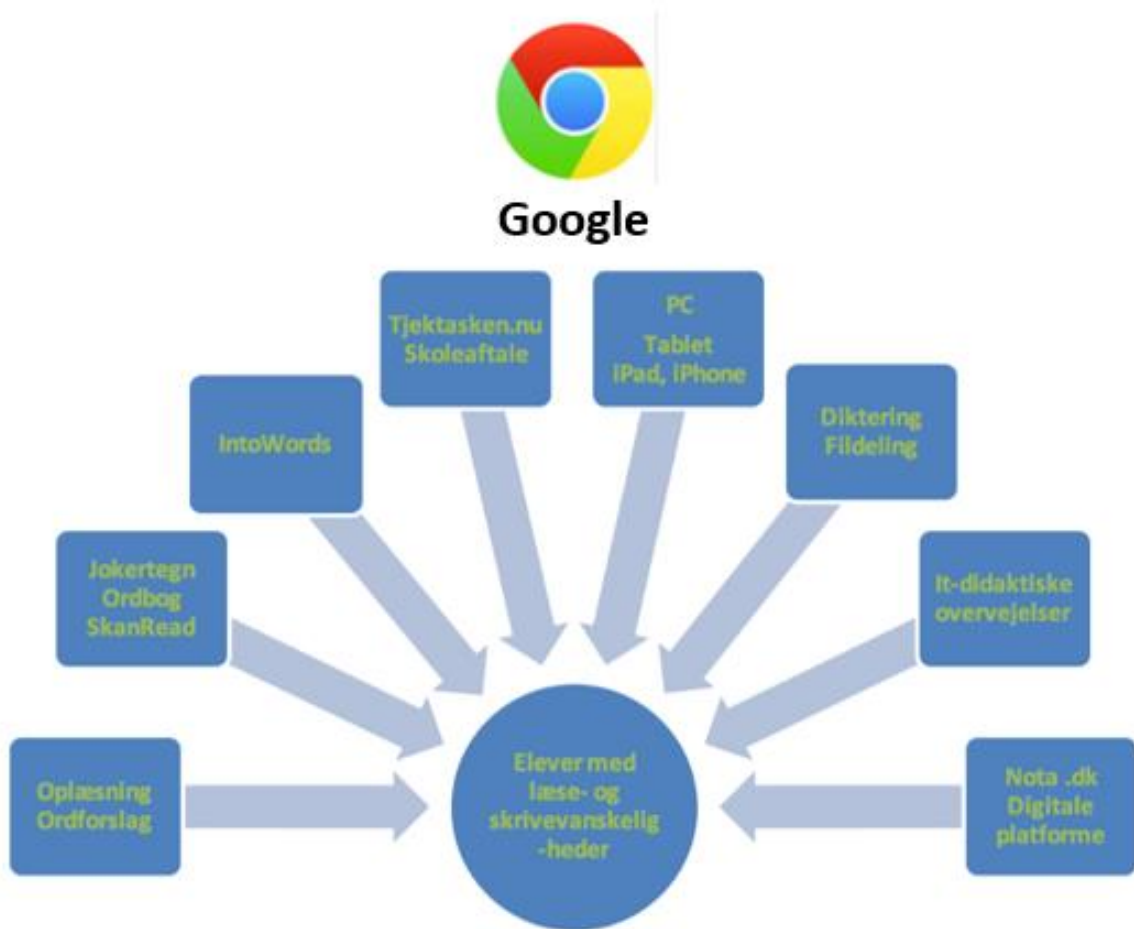 Google
Tjektasken.nu
Skoleaftale
PC
Tablet
iPad, iPhone
IntoWords
Diktering
Fildeling
Jokertegn
Ordbog
SkanRead
It-didaktiske
overvejelser
Oplæsning
Ordforslag
Elever med
læse- og
skrivevanskelig
-heder
Nota .dk
Digitale
platforme